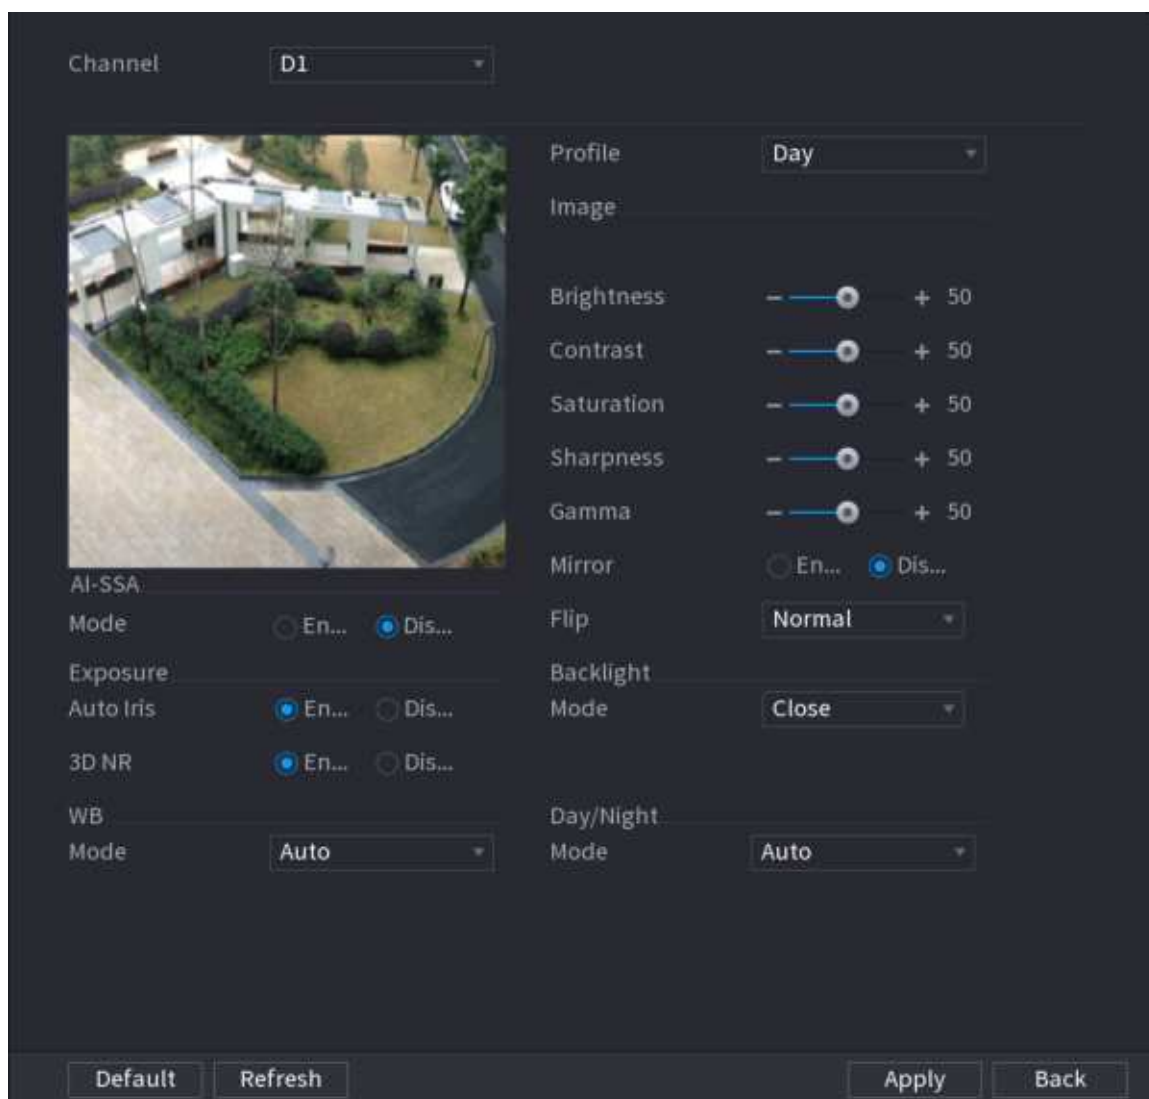 Channel D1
Profile Day
Image
Brightness - + 50
Contrast - + 50
Saturation - + 50
Sharpness - + 50
Gamma - + 50
Mirror En... Dis...
AI-SSA
Mode En... Dis...
Flip Normal
Exposure
Backlight
Auto Iris En... Dis...
Mode Close
3D NR En... Dis...
WB
Day/Night
Mode Auto
Mode Auto
Default Refresh Apply Back